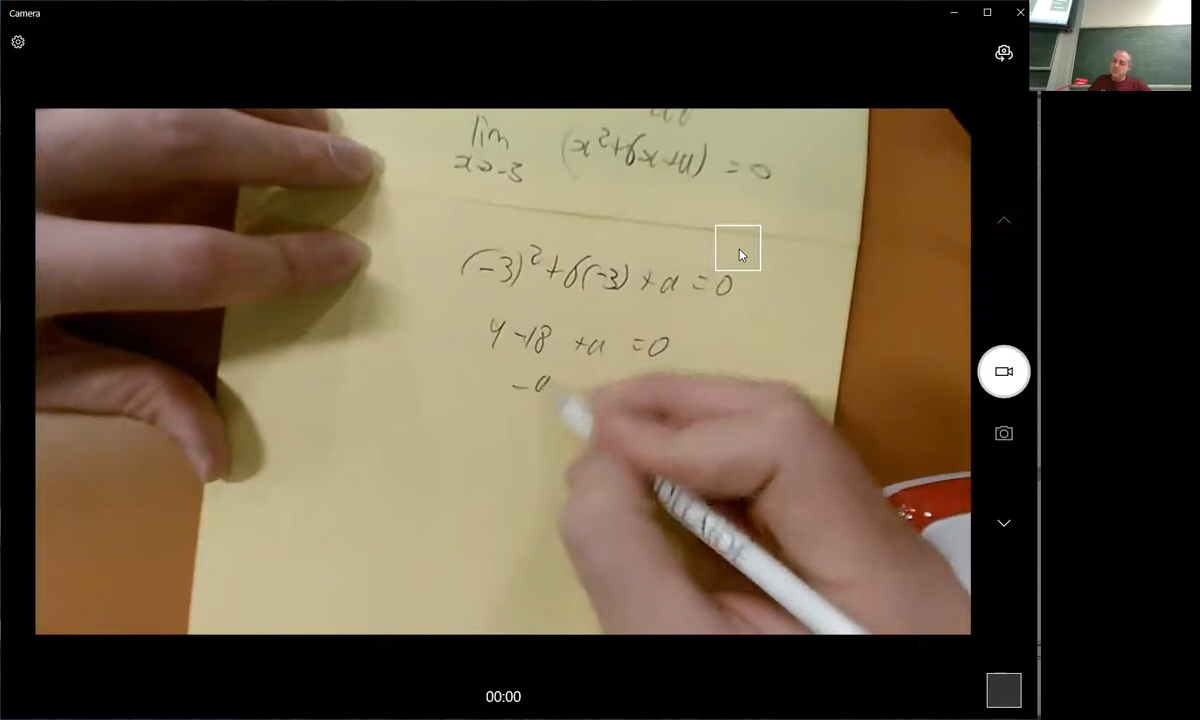 Camera
lim (x²+6x+a) = 0
x→-3
(-3)²+6(-3)+a=0
9-18+a=0
-9
00:00